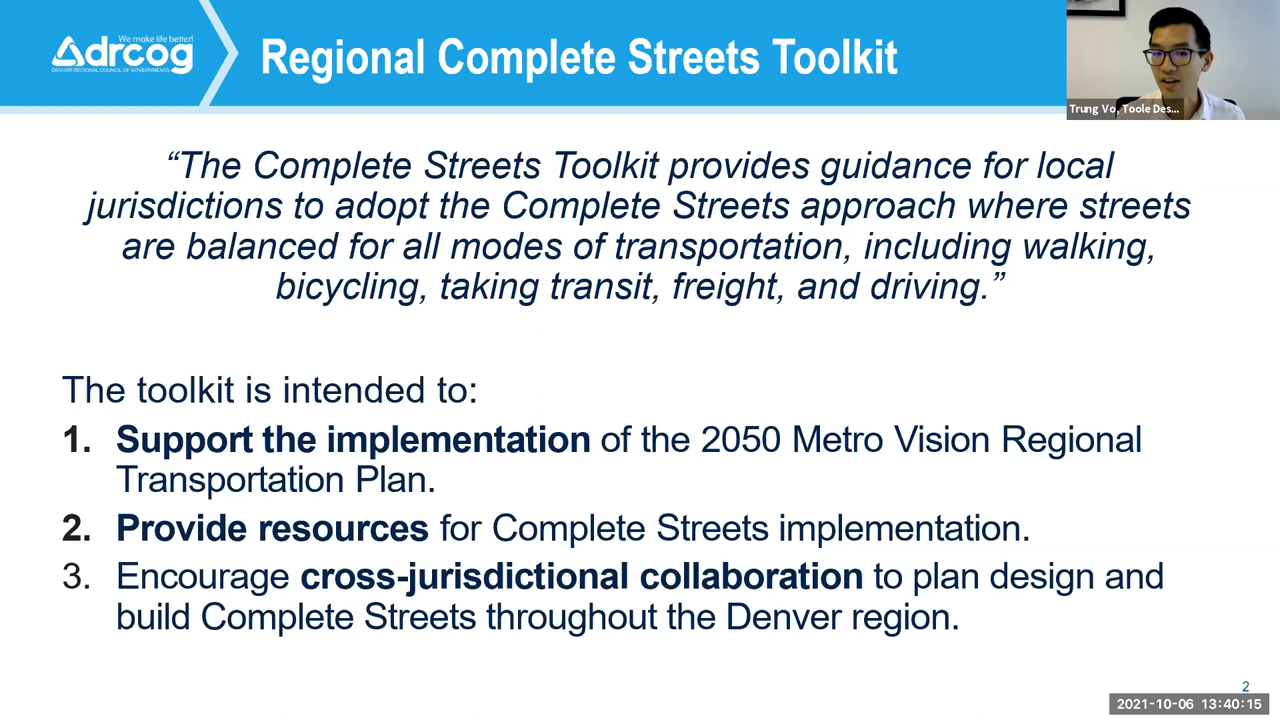 We make life better!
drcog
DENVER REGIONAL COUNCIL OF GOVERNMENTS
Regional Complete Streets Toolkit
Trung Vo, Toole Des...
“The Complete Streets Toolkit provides guidance for local
jurisdictions to adopt the Complete Streets approach where streets
are balanced for all modes of transportation, including walking,
bicycling, taking transit, freight, and driving.”
The toolkit is intended to:
1. Support the implementation of the 2050 Metro Vision Regional
Transportation Plan.
2. Provide resources for Complete Streets implementation.
3. Encourage cross-jurisdictional collaboration to plan design and
build Complete Streets throughout the Denver region.
2
2021-10-06 13:40:15